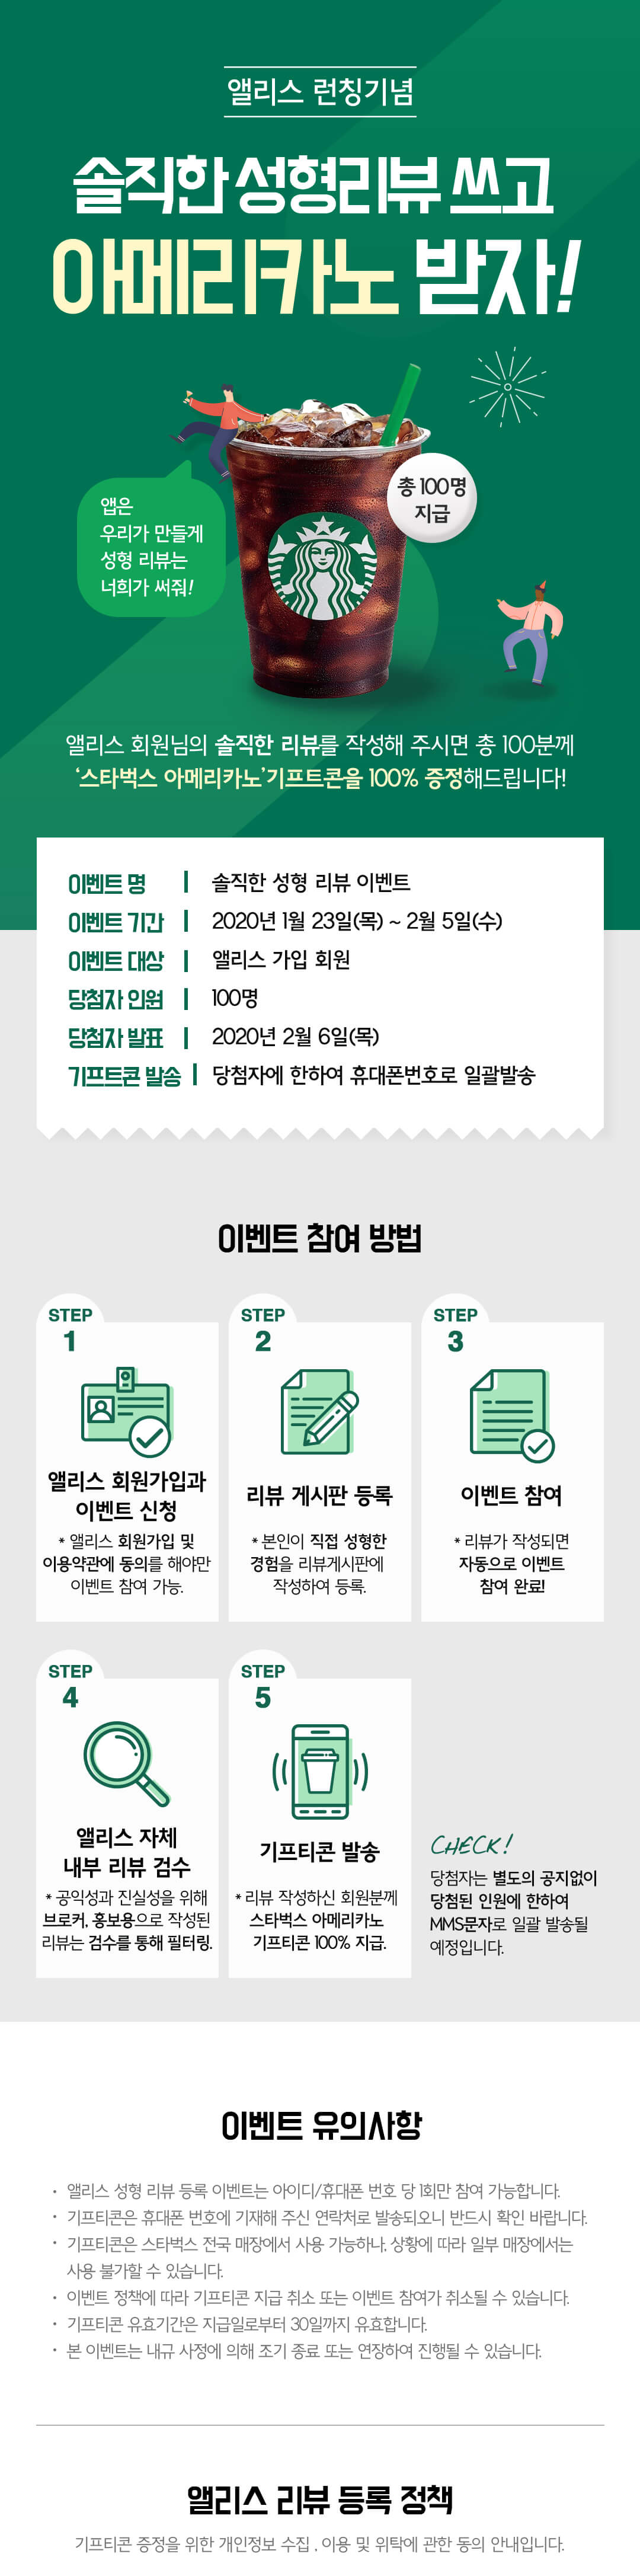 앨리스 런칭기념
솔직한 성형리뷰 쓰고
아메리카노 받자!
총 100명
지급
앱은
우리가 만들게
성형 리뷰는
너희가 써줘!
앨리스 회원님의 솔직한 리뷰를 작성해 주시면 총 100분께
‘스타벅스 아메리카노’기프트콘을 100% 증정해드립니다!
이벤트 명 | 솔직한 성형 리뷰 이벤트
이벤트 기간 | 2020년 1월 23일(목) ~ 2월 5일(수)
이벤트 대상 | 앨리스 가입 회원
당첨자 인원 | 100명
당첨자 발표 | 2020년 2월 6일(목)
기프트콘 발송 | 당첨자에 한하여 휴대폰번호로 일괄발송
이벤트 참여 방법
STEP
1
앨리스 회원가입과
이벤트 신청
* 앨리스 회원가입 및
이용약관에 동의를 해야만
이벤트 참여 가능.
STEP
2
리뷰 게시판 등록
* 본인이 직접 성형한
경험을 리뷰게시판에
작성하여 등록.
STEP
3
이벤트 참여
* 리뷰가 작성되면
자동으로 이벤트
참여 완료!
STEP
4
앨리스 자체
내부 리뷰 검수
* 공익성과 진실성을 위해
브로커, 홍보용으로 작성된
리뷰는 검수를 통해 필터링.
STEP
5
기프티콘 발송
* 리뷰 작성하신 회원분께
스타벅스 아메리카노
기프티콘 100% 지급.
CHECK!
당첨자는 별도의 공지없이
당첨된 인원에 한하여
MMS문자로 일괄 발송될
예정입니다.
이벤트 유의사항
• 앨리스 성형 리뷰 등록 이벤트는 아이디/휴대폰 번호 당 1회만 참여 가능합니다.
• 기프티콘은 휴대폰 번호에 기재해 주신 연락처로 발송되오니 반드시 확인 바랍니다.
• 기프티콘은 스타벅스 전국 매장에서 사용 가능하나, 상황에 따라 일부 매장에서는
사용 불가할 수 있습니다.
• 이벤트 정책에 따라 기프티콘 지급 취소 또는 이벤트 참여가 취소될 수 있습니다.
• 기프티콘 유효기간은 지급일로부터 30일까지 유효합니다.
• 본 이벤트는 내규 사정에 의해 조기 종료 또는 연장하여 진행될 수 있습니다.
앨리스 리뷰 등록 정책
기프티콘 증정을 위한 개인정보 수집 , 이용 및 위탁에 관한 동의 안내입니다.